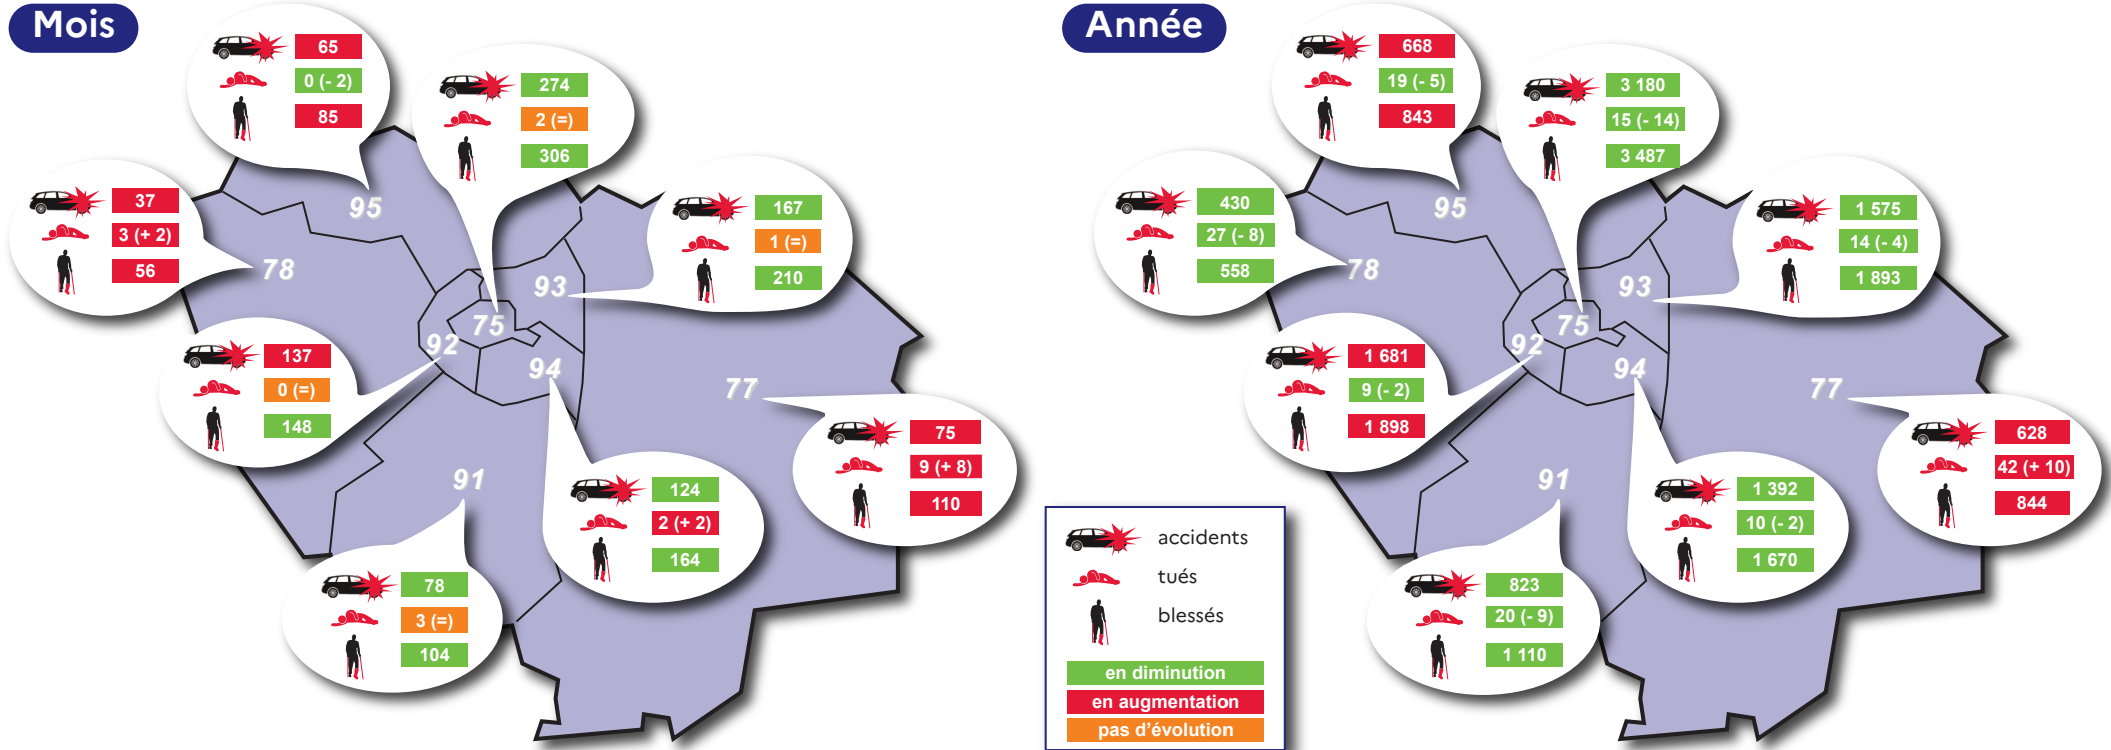 Mois
65
0 (- 2)
85
274
2 (=)
306
37
3 (+ 2)
56
167
1 (=)
210
95
78
93
75
92
94
77
91
137
0 (=)
148
75
9 (+ 8)
110
124
2 (+ 2)
164
78
3 (=)
104
Année
668
19 (- 5)
843
3 180
15 (- 14)
3 487
430
27 (- 8)
558
1 575
14 (- 4)
1 893
95
78
93
75
92
94
77
91
1 681
9 (- 2)
1 898
628
42 (+ 10)
844
1 392
10 (- 2)
1 670
823
20 (- 9)
1 110
accidents
tués
blessés
en diminution
en augmentation
pas d'évolution